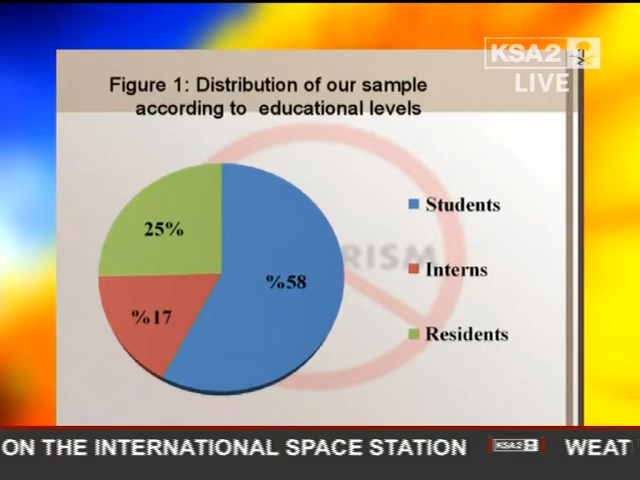 KSA2
LIVE
Figure 1: Distribution of our sample
according to educational levels
25%
%58
%17
Students
Interns
Residents
RISM
ON THE INTERNATIONAL SPACE STATION
KSA2
WEAT